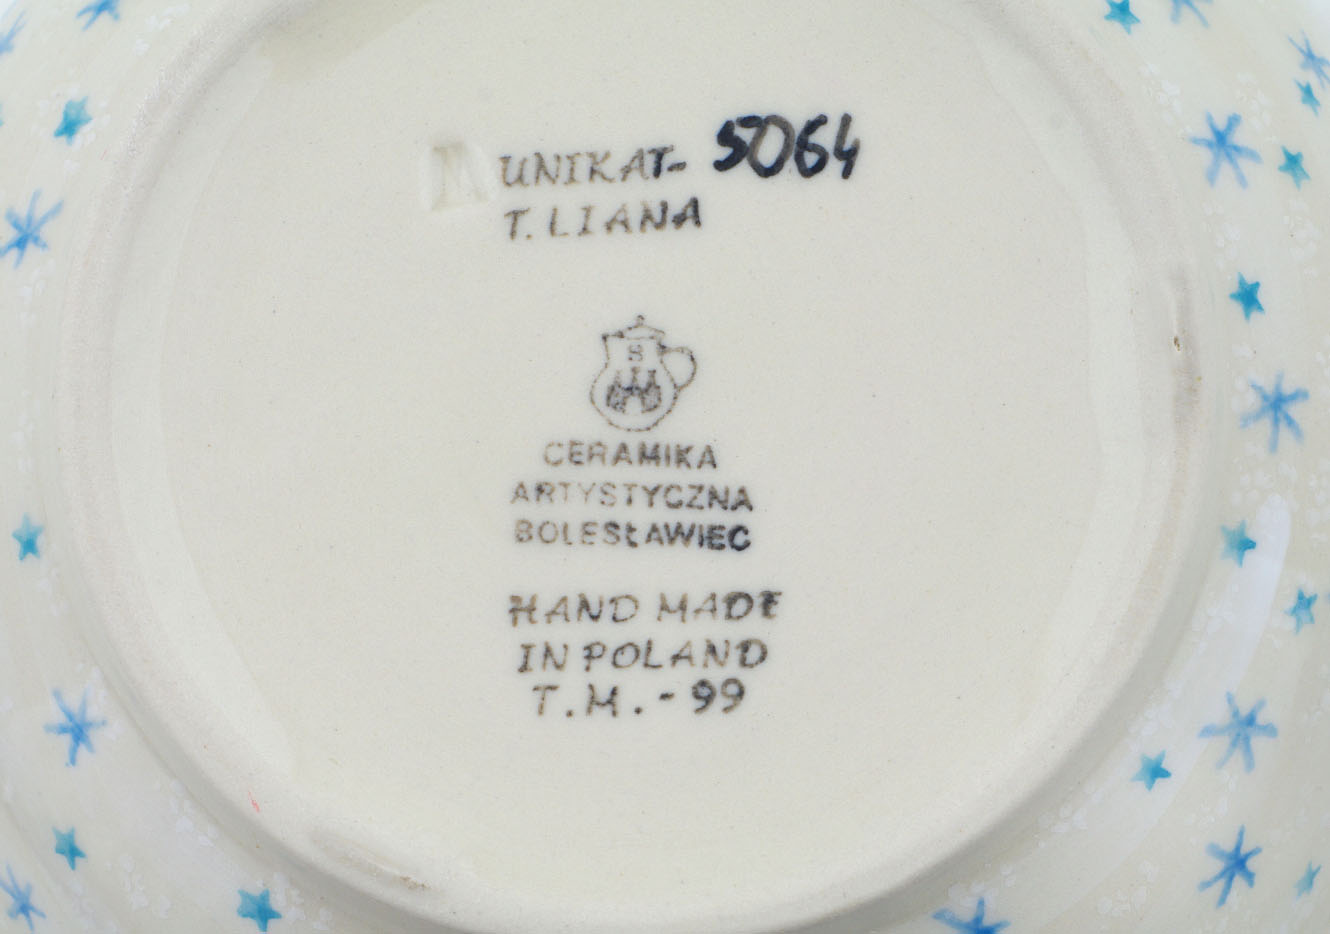 M UNIKAT- 5064
T. LIANA
S
CERAMIKA
ARTYSTYCZNA
BOLESŁAWIEC
HAND MADE
IN POLAND
T.M. - 99